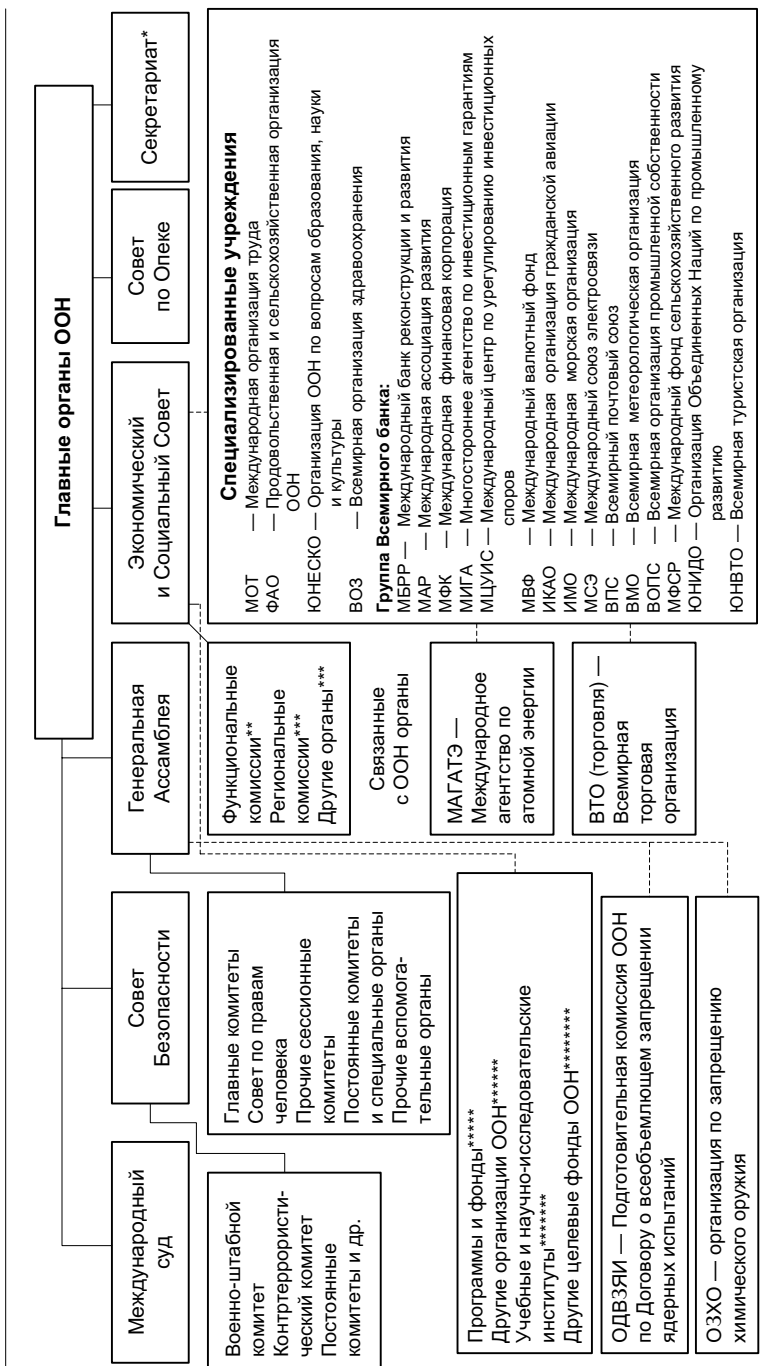 Главные органы ООН
Международный
суд
Совет
Безопасности
Генеральная
Ассамблея
Экономический
и Социальный Совет
Совет
по Опеке
Секретариат*
Военно-штабной
комитет
Контртеррористи-
ческий комитет
Постоянные
комитеты и др.
Главные комитеты
Совет по правам
человека
Прочие сессионные
комитеты
Постоянные комитеты
и специальные органы
Прочие вспомога-
тельные органы
Функциональные
комиссии**
Региональные
комиссии***
Другие органы***
Программы и фонды*****
Другие организации ООН******
Учебные и научно-исследовательские
институты*******
Другие целевые фонды ООН*********
Связанные
с ООН органы
МАГАТЭ —
Международное
агентство по
атомной энергии
ВТО (торговля) —
Всемирная
торговая
организация
ОДВЗЯИ — Подготовительная комиссия ООН
по Договору о всеобъемлющем запрещении
ядерных испытаний
ОЗХО — организация по запрещению
химического оружия
Специализированные учреждения
МОТ — Международная организация труда
ФАО — Продовольственная и сельскохозяйственная организация
ООН
ЮНЕСКО — Организация ООН по вопросам образования, науки
и культуры
ВОЗ — Всемирная организация здравоохранения
Группа Всемирного банка:
МБРР — Международный банк реконструкции и развития
МАР — Международная ассоциация развития
МФК — Международная финансовая корпорация
МИГА — Многостороннее агентство по инвестиционным гарантиям
МЦУИС — Международный центр по урегулированию инвестиционных
споров
МВФ — Международный валютный фонд
ИКАО — Международная организация гражданской авиации
ИМО — Международная морская организация
МСЭ — Международный союз электросвязи
ВПС — Всемирный почтовый союз
ВМО — Всемирная метеорологическая организация
ВОПС — Всемирная организация промышленной собственности
МФСР — Международный фонд сельскохозяйственного развития
ЮНИДО — Организация Объединенных Наций по промышленному
развитию
ЮНВТО — Всемирная туристская организация